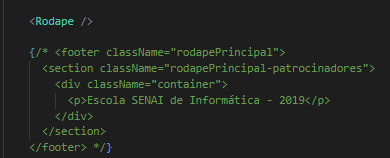 <Rodape />
{/* <footer className="rodapePrincipal">
<section className="rodapePrincipal-patrocinadores">
<div className="container">
<p>Escola SENAI de Informática - 2019</p>
</div>
</section>
</footer> */}